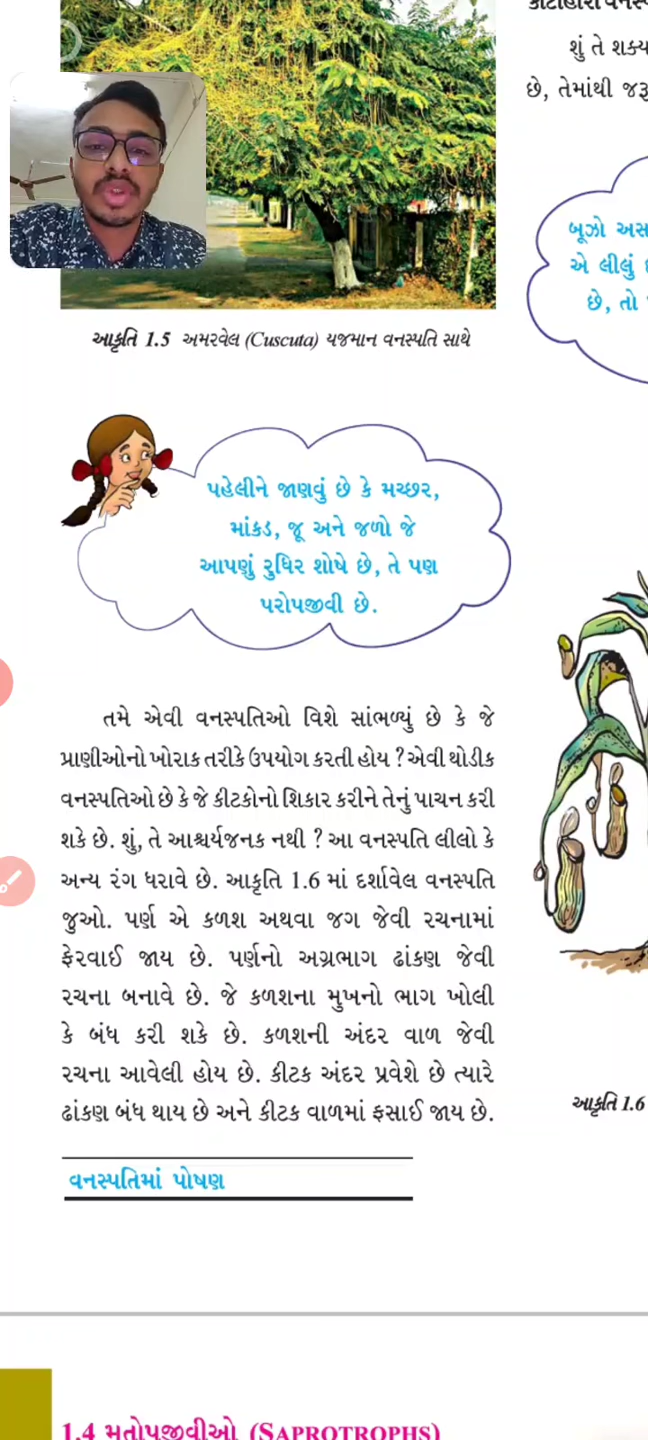 શું તે શક્ય
છે, તેમાંથી
આકૃતિ 1.5 અમરવેલ (Cuscuta) યજમાન વનસ્પતિ સાથે
બૂઝો
એ લીલું
છે, તો
પહેલીને જાણવું છે કે મચ્છર,
માંકડ, જૂ અને જળો જે
આપણું રુધિર શોષે છે, તે પણ
પરોપજીવી છે.
તમે એવી વનસ્પતિઓ વિશે સાંભળ્યું છે કે જે
પ્રાણીઓનો ખોરાક તરીકે ઉપયોગ કરતી હોય ? એવી થોડીક
વનસ્પતિઓ છે કે જે કીટકોનો શિકાર કરીને તેનું પાચન કરી
શકે છે. શું, તે આશ્ચર્યજનક નથી ? આ વનસ્પતિ લીલો કે
અન્ય રંગ ધરાવે છે. આકૃતિ 1.6 માં દર્શાવેલ વનસ્પતિ
જુઓ. પર્ણ એ કળશ અથવા જગ જેવી રચનામાં
ફેરવાઈ જાય છે. પર્ણનો અગ્રભાગ ઢાંકણ જેવી
રચના બનાવે છે. જે કળશના મુખનો ભાગ ખોલી
કે બંધ કરી શકે છે. કળશની અંદર વાળ જેવી
રચના આવેલી હોય છે. કીટક અંદર પ્રવેશે છે ત્યારે
ઢાંકણ બંધ થાય છે અને કીટક વાળમાં ફસાઈ જાય છે.
આકૃતિ 1.6
વનસ્પતિમાં પોષણ
1.4 મૃતોપજીવીઓ (SAPROTROPHS)